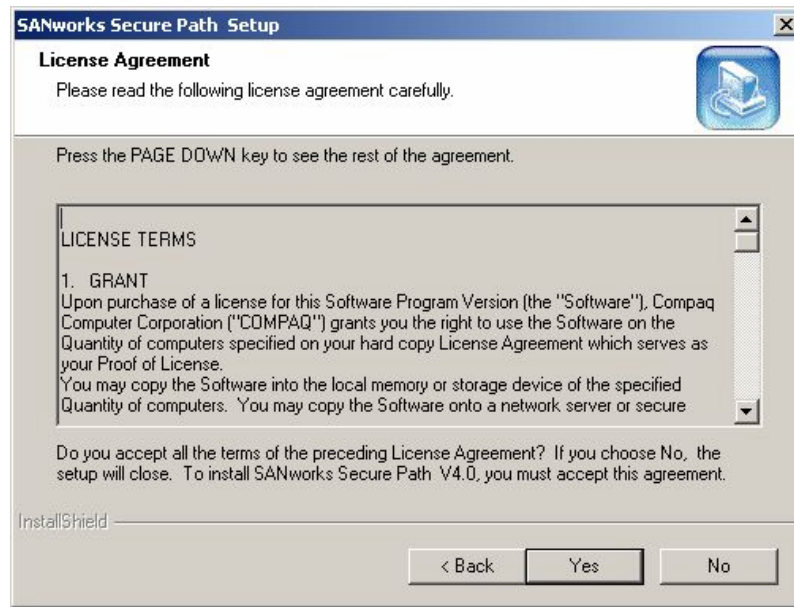 SANworks Secure Path Setup
License Agreement
Please read the following license agreement carefully.
Press the PAGE DOWN key to see the rest of the agreement.
LICENSE TERMS
1. GRANT
Upon purchase of a license for this Software Program Version (the "Software"), Compaq
Computer Corporation ("COMPAQ") grants you the right to use the Software on the
Quantity of computers specified on your hard copy License Agreement which serves as
your Proof of License.
You may copy the Software into the local memory or storage device of the specified
Quantity of computers. You may copy the Software onto a network server or secure
Do you accept all the terms of the preceding License Agreement? If you choose No, the
setup will close. To install SANworks Secure Path V4.0, you must accept this agreement.
InstallShield
< Back Yes No